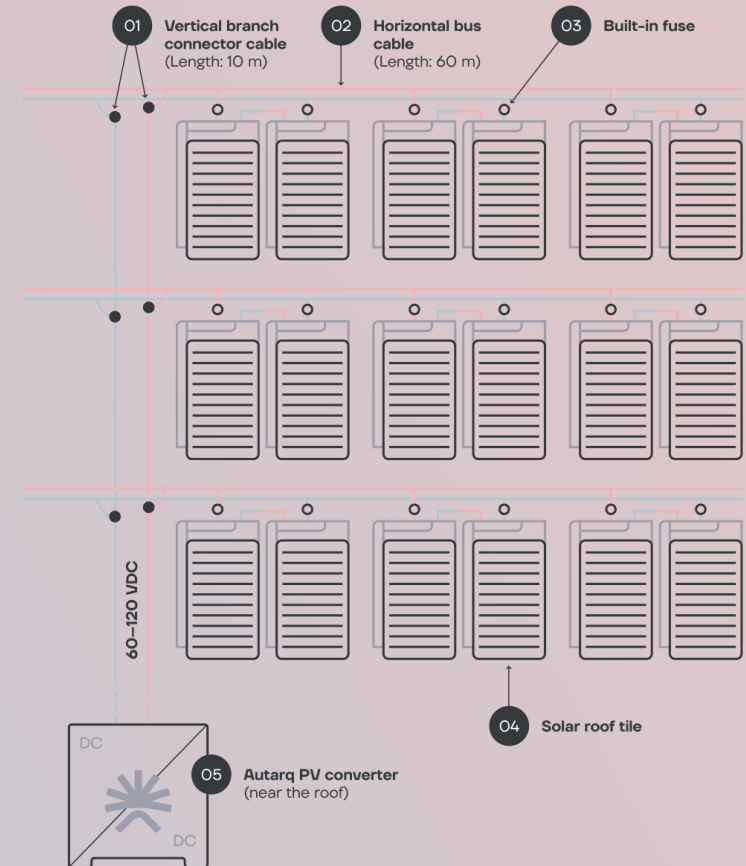 01
Vertical branch
connector cable
(Length: 10 m)
02
Horizontal bus
cable
(Length: 60 m)
03
Built-in fuse
60–120 VDC
04
Solar roof tile
DC
05
Autarq PV converter
(near the roof)
DC